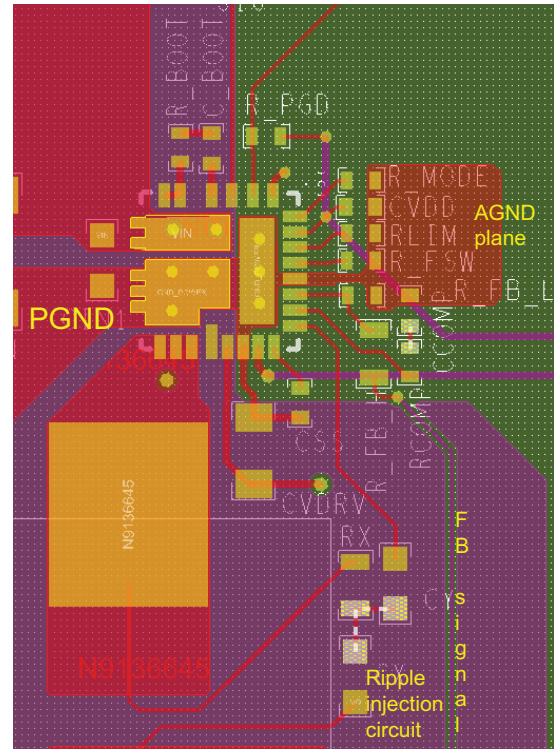 R_BOOT
C_BOOT
R_PGD
R_MODE
CVDD
RLIM
R_FSW
AGND
plane
VIN
PGND
R_FB_L
CCOMP
RCOMP
R_FB_H
CSS
CVDRV
N9136645
N9136645
RX
CY
FB signal
Ripple
injection
circuit